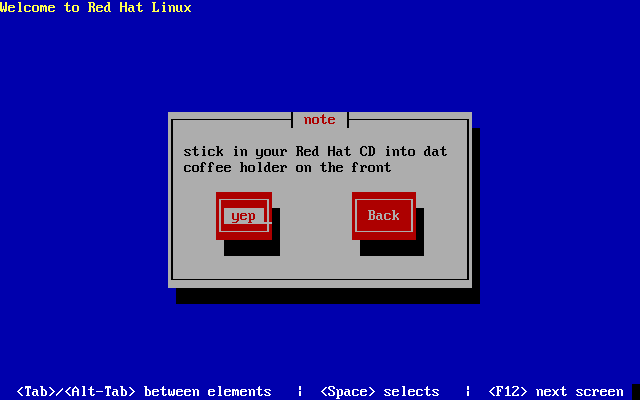 Welcome to Red Hat Linux
note
stick in your Red Hat CD into dat
coffee holder on the front
yep Back
<Tab>/<Alt-Tab> between elements | <Space> selects | <F12> next screen